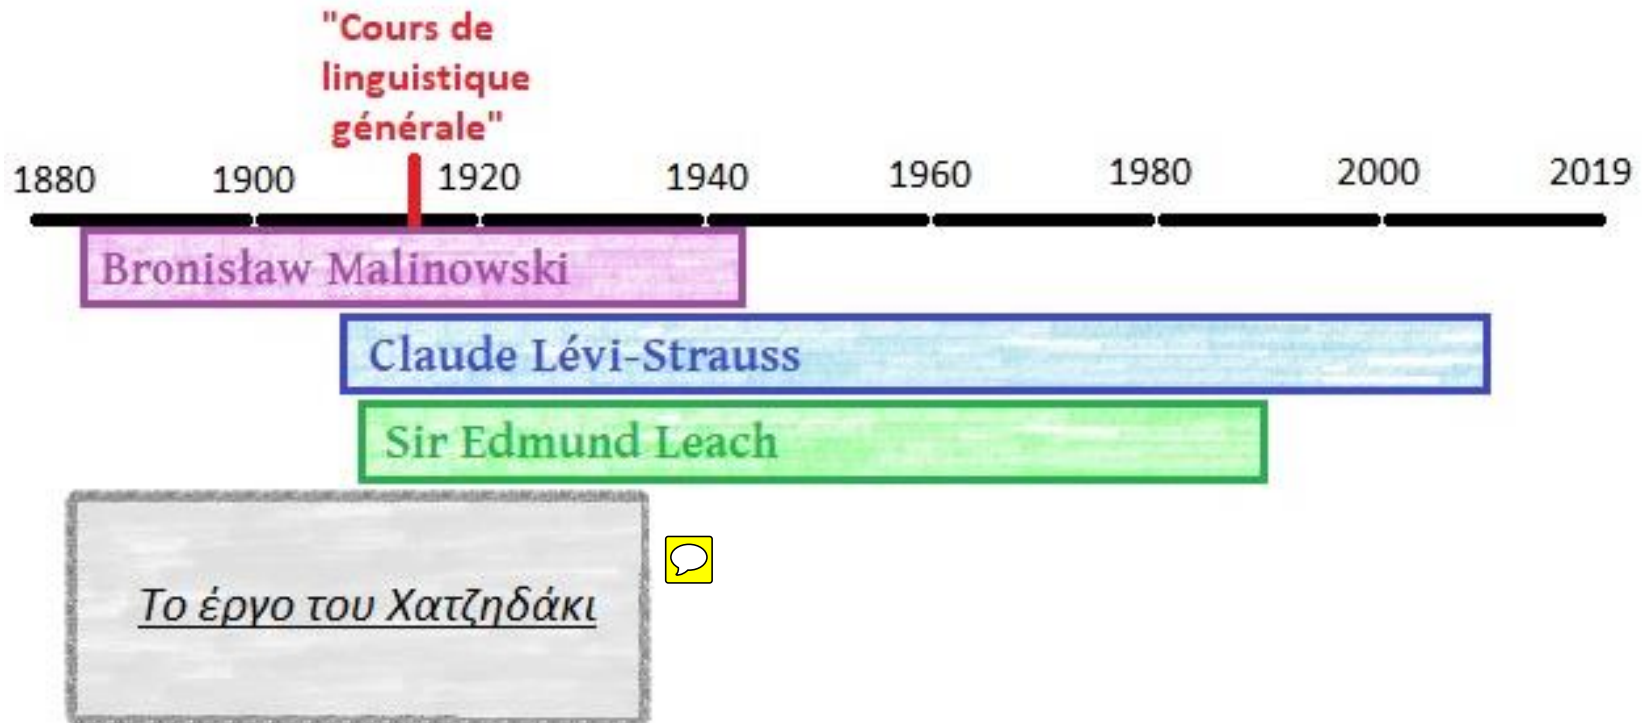 "Cours de
linguistique
générale"
1880 1900 1920 1940 1960 1980 2000 2019
Bronisław Malinowski
Claude Lévi-Strauss
Sir Edmund Leach
Το έργο του Χατζηδάκι